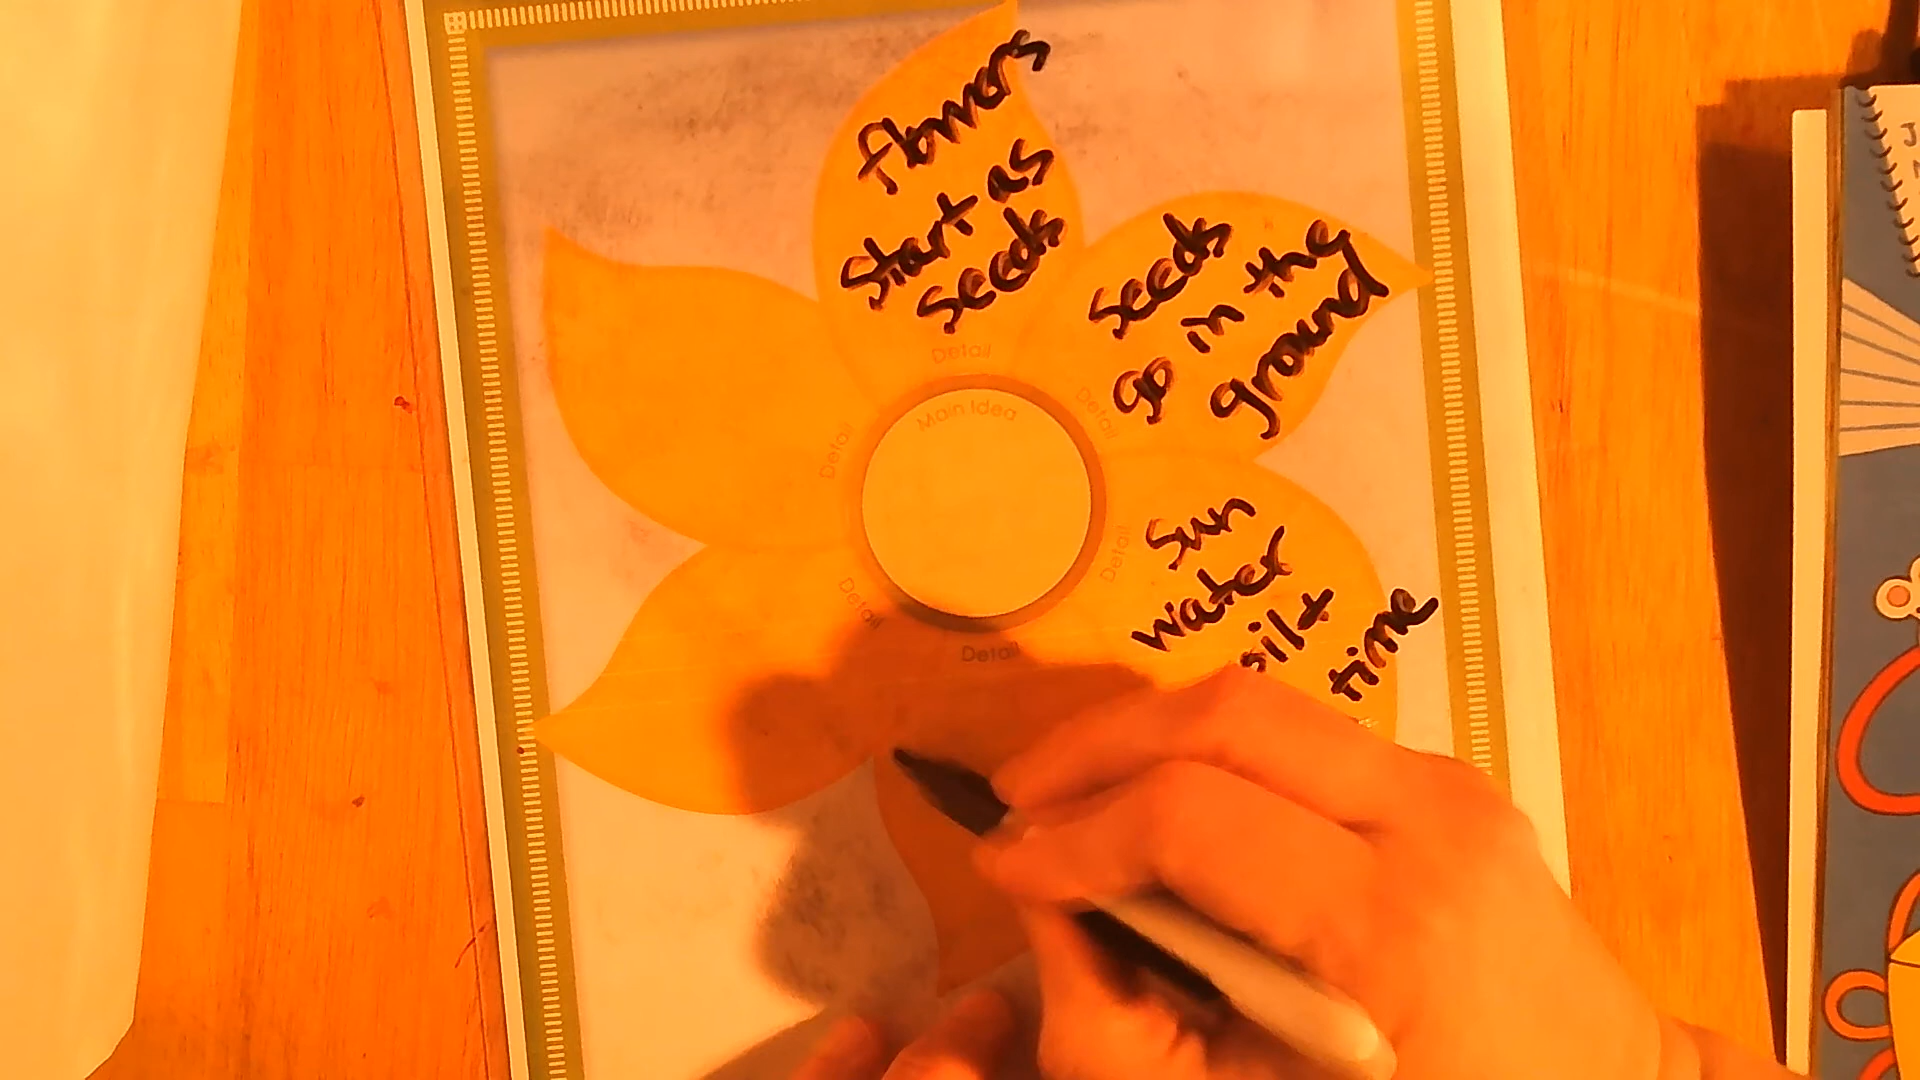 flowers
start as
seeds
Detail
seeds
go in the
ground
Detail
Main Idea
Detail
sun
water
time
Detail
Detail
Detail